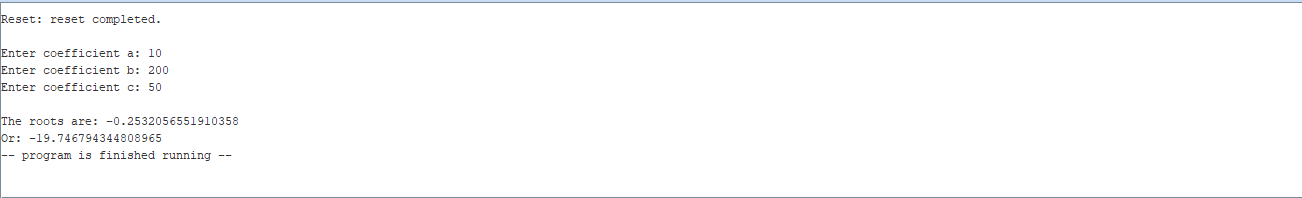 Reset: reset completed.
Enter coefficient a: 10
Enter coefficient b: 200
Enter coefficient c: 50
The roots are: -0.2532056551910358
Or: -19.746794344808965
-- program is finished running --